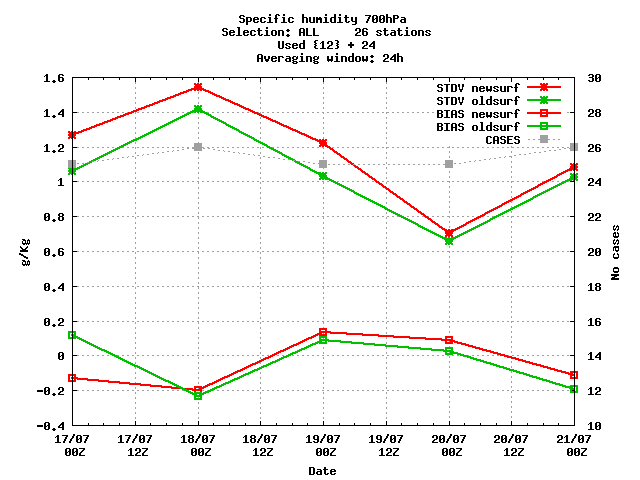 Specific humidity 700hPa
Selection: ALL     26 stations
Used {12} + 24
Averaging window: 24h
1.6
1.4
1.2
1
0.8
0.6
0.4
0.2
0
-0.2
-0.4
g/Kg
30
28
26
24
22
20
18
16
14
12
10
No cases
STDV newsurf
STDV oldsurf
BIAS newsurf
BIAS oldsurf
CASES
17/07 17/07 18/07 18/07 19/07 19/07 20/07 20/07 21/07
00Z 12Z 00Z 12Z 00Z 12Z 00Z 12Z 00Z
Date